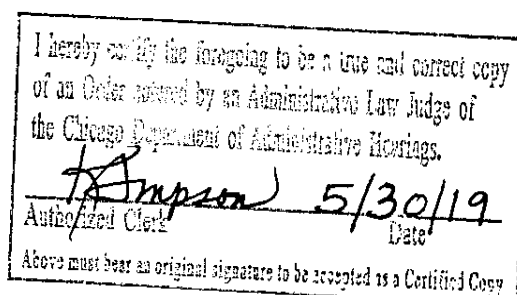 I hereby certify the foregoing to be a true and correct copy
of an Order entered by an Administrative Law Judge of
the Chicago Department of Administrative Hearings.
5/30/19
Authorized Clerk Date
Above must bear an original signature to be accepted as a Certified Copy